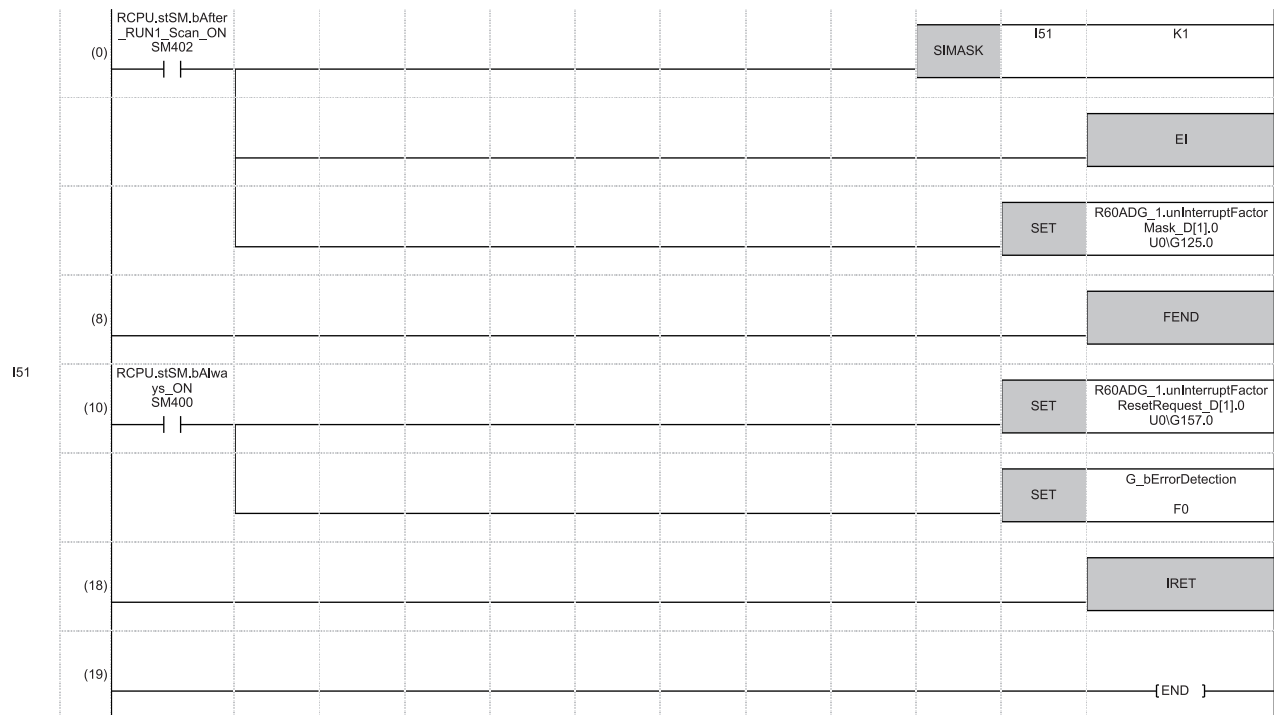 RCPU.stSM.bAfter
_RUN1_Scan_ON
SM402
(0)
SIMASK
I51
K1
EI
SET
R60ADG_1.unInterruptFactor
Mask_D[1].0
U0\G125.0
(8)
FEND
I51
RCPU.stSM.bAlwa
ys_ON
SM400
(10)
SET
R60ADG_1.unInterruptFactor
ResetRequest_D[1].0
U0\G157.0
SET
G_bErrorDetection
F0
(18)
IRET
(19)
[END ]